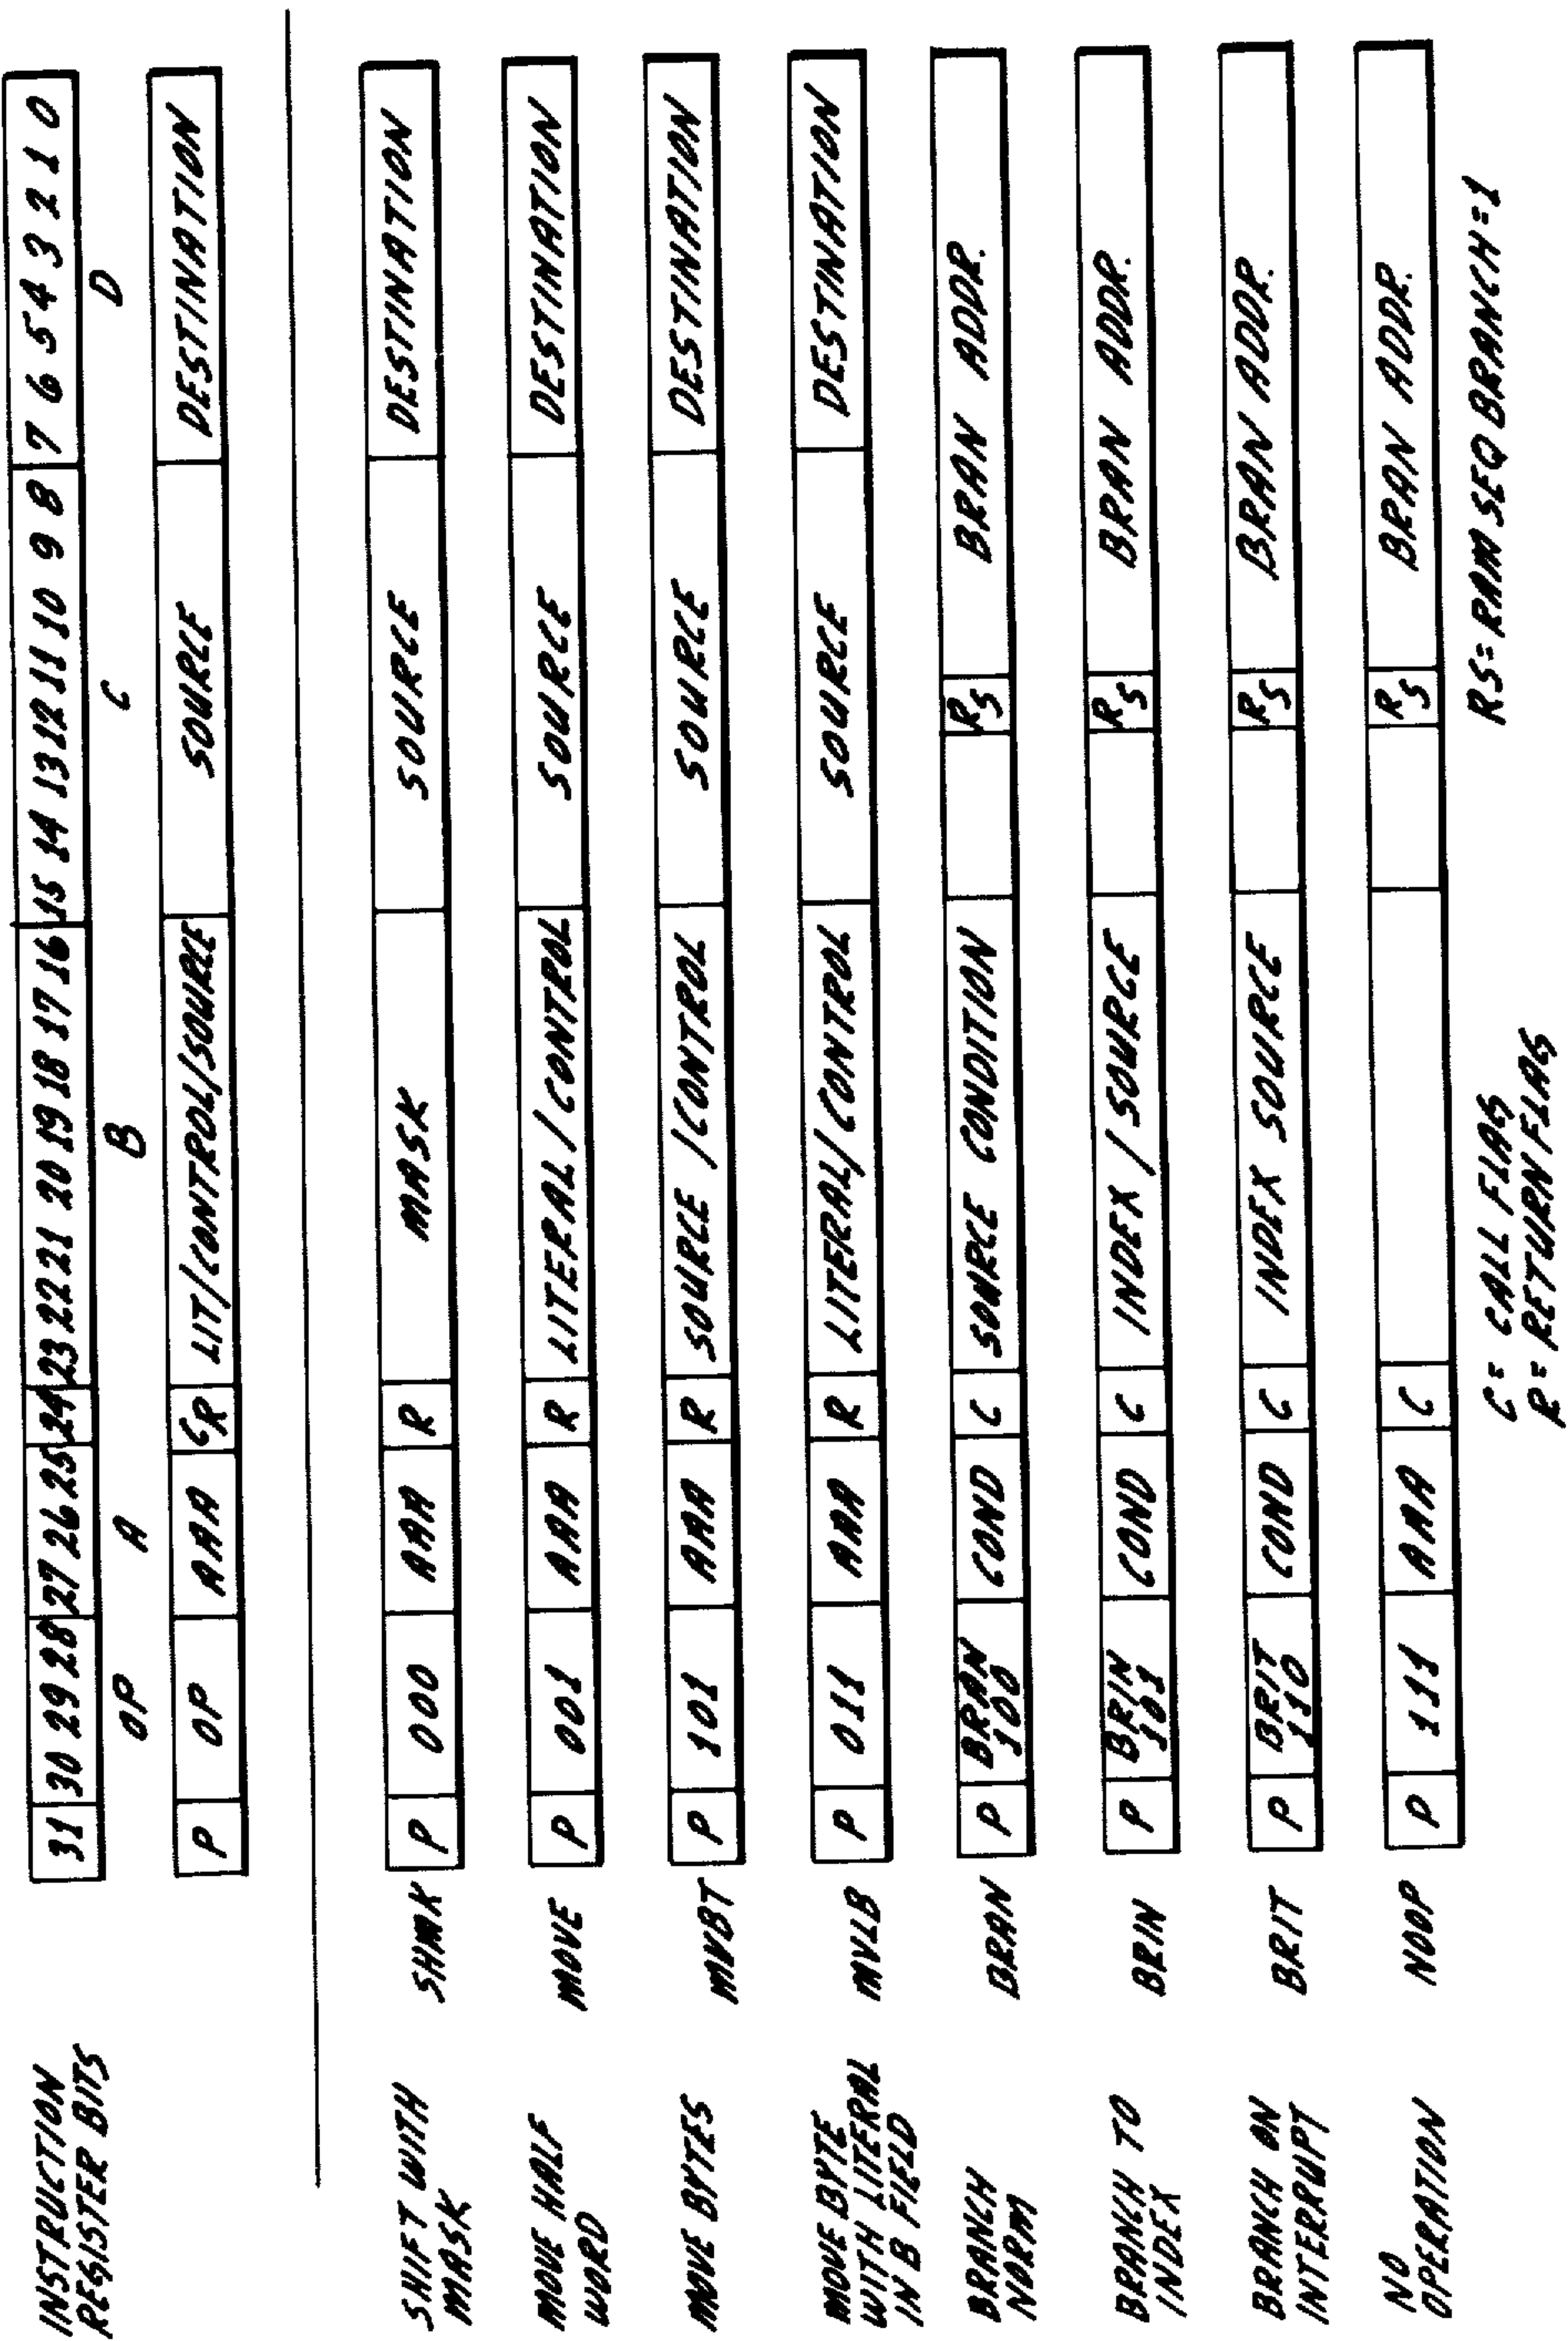 INSTRUCTION
REGISTER BITS
31 30 29 28 27 26 25 24 23 22 21 20 19 18 17 16 15 14 13 12 11 10 9 8 7 6 5 4 3 2 1 0
OP A B C D
P OP AAA CR LIT/CONTROL/SOURCE SOURCE DESTINATION
SHIFT WITH
MASK
SHMK P 000 AAA R MASK SOURCE DESTINATION
MOVE HALF
WORD
MOVE P 001 AAA R LITERAL/CONTROL SOURCE DESTINATION
MOVE BYTES MVBT P 101 AAA R SOURCE/CONTROL SOURCE DESTINATION
MOVE BYTE
WITH LITERAL
IN B FIELD
MVLB P 011 AAA R LITERAL/CONTROL SOURCE DESTINATION
BRANCH
NORM
BRAN P BRAN 100 COND C SOURCE CONDITION RS BRAN ADDR.
BRANCH TO
INDEX
BRIN P BRIN 101 COND C INDEX/SOURCE RS BRAN ADDR.
BRANCH ON
INTERRUPT
BRIT P BRIT 110 COND C INDEX SOURCE RS BRAN ADDR.
NO
OPERATION
NOOP P 111 AAA C RS BRAN ADDR.
C = CALL FLAG
R = RETURN FLAG
RS = RAM SEQ BRANCH = 1